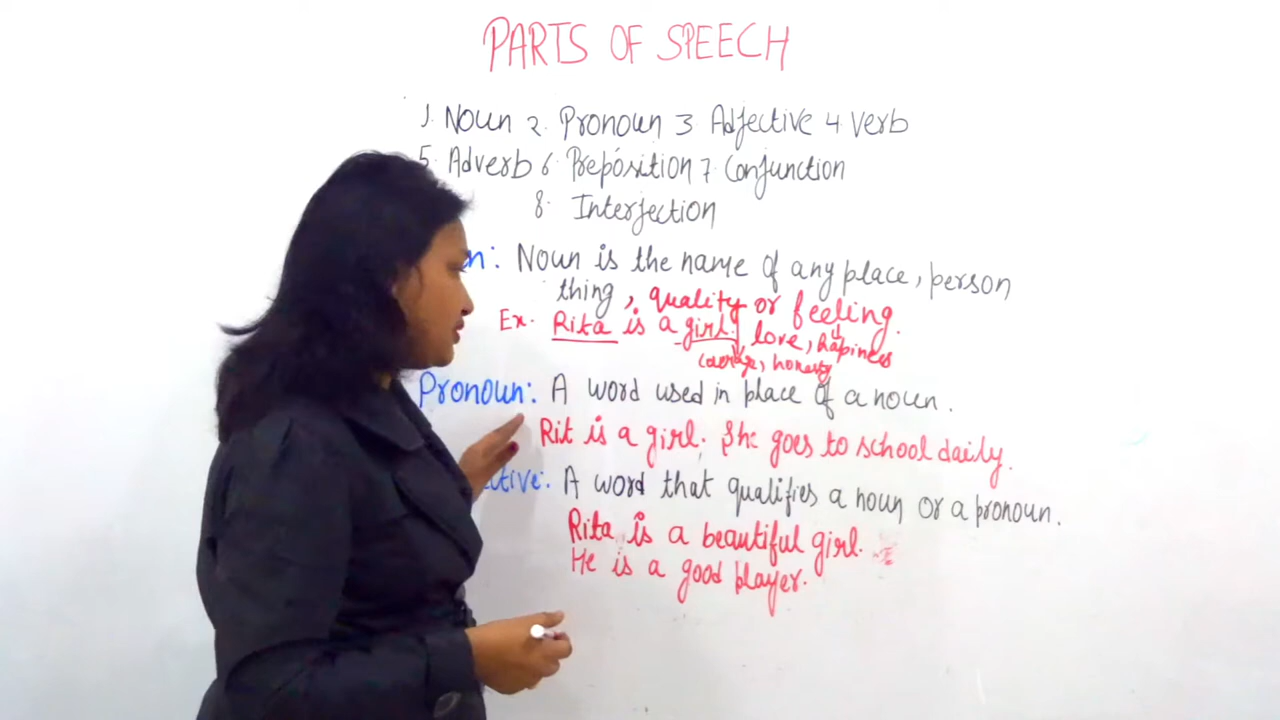 PARTS OF SPEECH
1. Noun 2. Pronoun 3 Adjective 4 Verb
5. Adverb 6. Preposition 7. Conjunction
8. Interjection
n: Noun is the name of any place, person
thing, quality or feeling.
Ex. Rita is a girl. love, hapiness
honesty
Pronoun: A word used in place of a noun.
Rit is a girl. She goes to school daily.
ctive: A word that qualifies a noun or a pronoun.
Rita is a beautiful girl.
He is a good player.